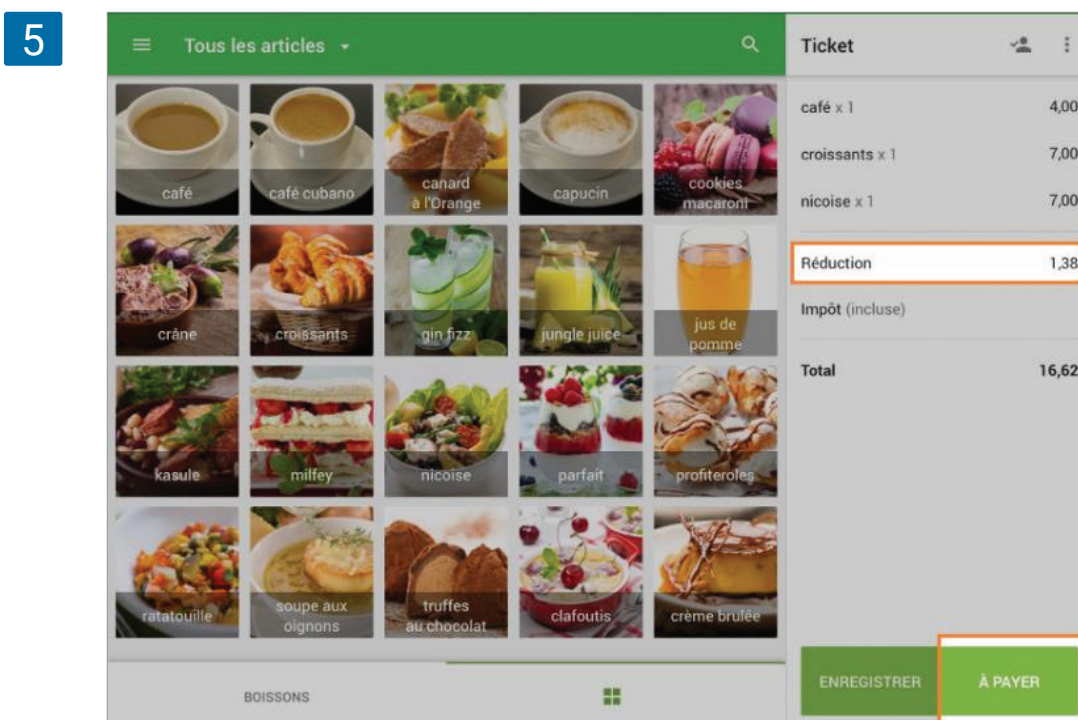 5
Tous les articles
Ticket
café x 1 4,00
croissants x 1 7,00
nicoise x 1 7,00
Réduction 1,38
Impôt (incluse)
Total 16,62
café
café cubano
canard
à l'Orange
capucin
cookies
macaroni
crâne
croissants
gin fizz
jungle juice
jus de
pomme
kasule
milfey
nicoise
parfait
profiteroles
ratatouille
soupe aux
oignons
truffes
au chocolat
clafoutis
crème brulée
BOISSONS
ENREGISTRER
À PAYER